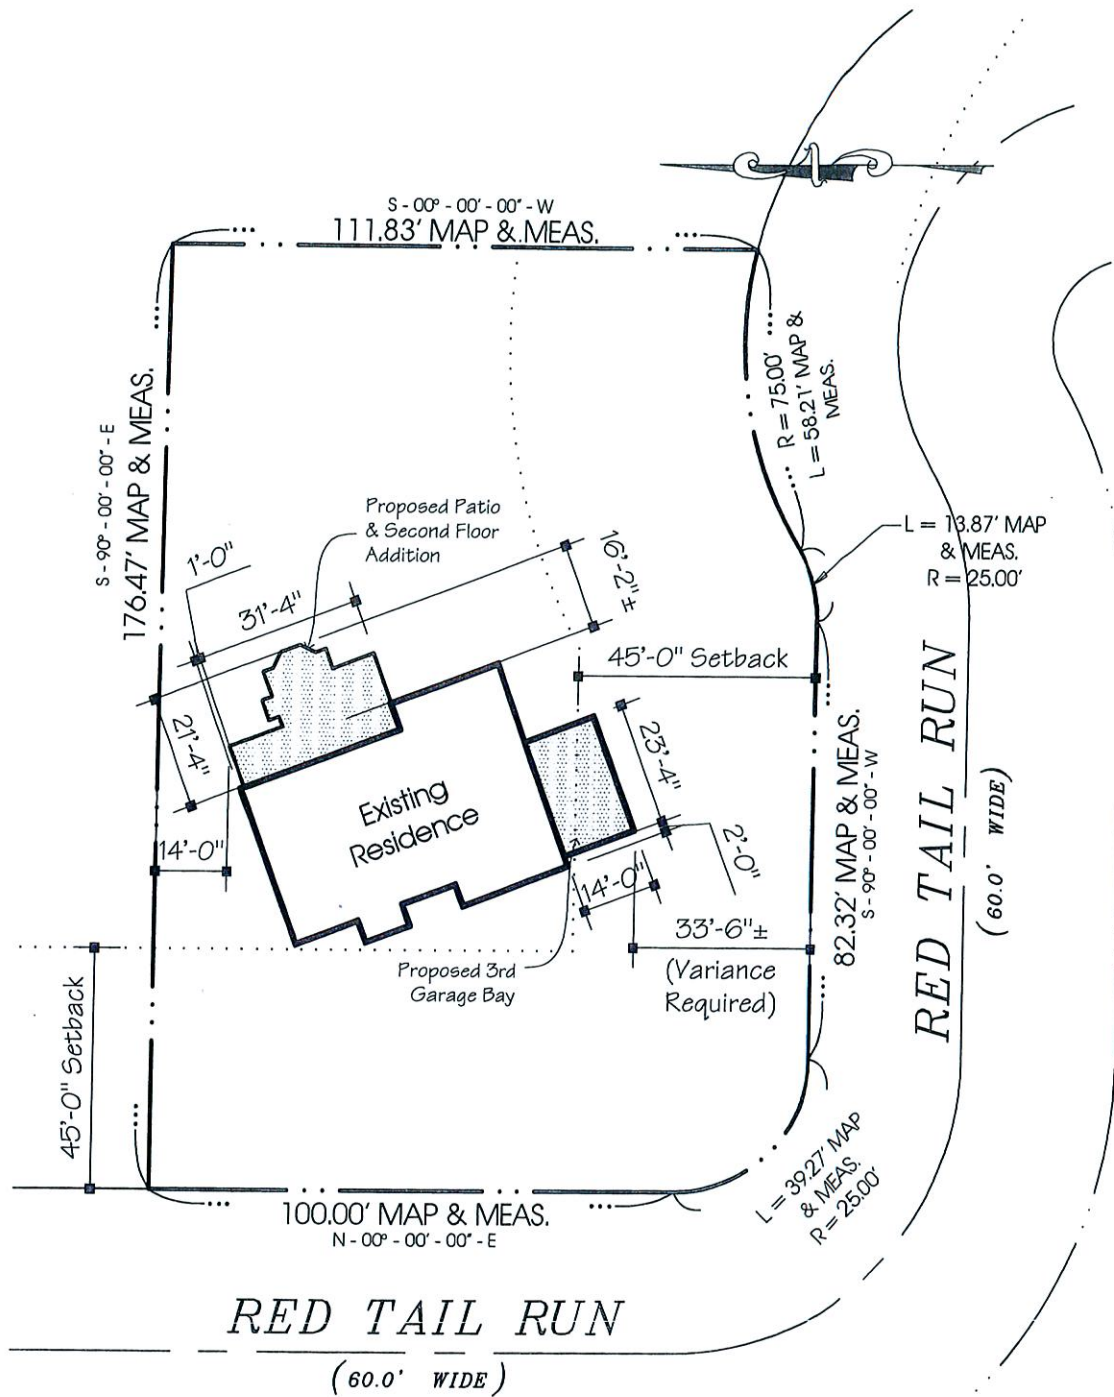 S - 00° - 00' - 00" - W
111.83' MAP & MEAS.
S - 90° - 00' - 00" - E
176.47' MAP & MEAS.
R = 75.00'
L = 58.21' MAP &
MEAS.
Proposed Patio
& Second Floor
Addition
L = 13.87' MAP
& MEAS.
R = 25.00'
1'-0"
31'-4"
16'-2" ±
45'-0" Setback
21'-4"
23'-4"
Existing
Residence
14'-0"
2'-0"
14'-0"
33'-6"±
(Variance
Required)
82.32' MAP & MEAS.
S - 90° - 00' - 00" - W
RED TAIL RUN
(60.0' WIDE)
Proposed 3rd
Garage Bay
45'-0" Setback
L = 39.27' MAP
& MEAS.
R = 25.00'
100.00' MAP & MEAS.
N - 00° - 00' - 00" - E
RED TAIL RUN
(60.0' WIDE)